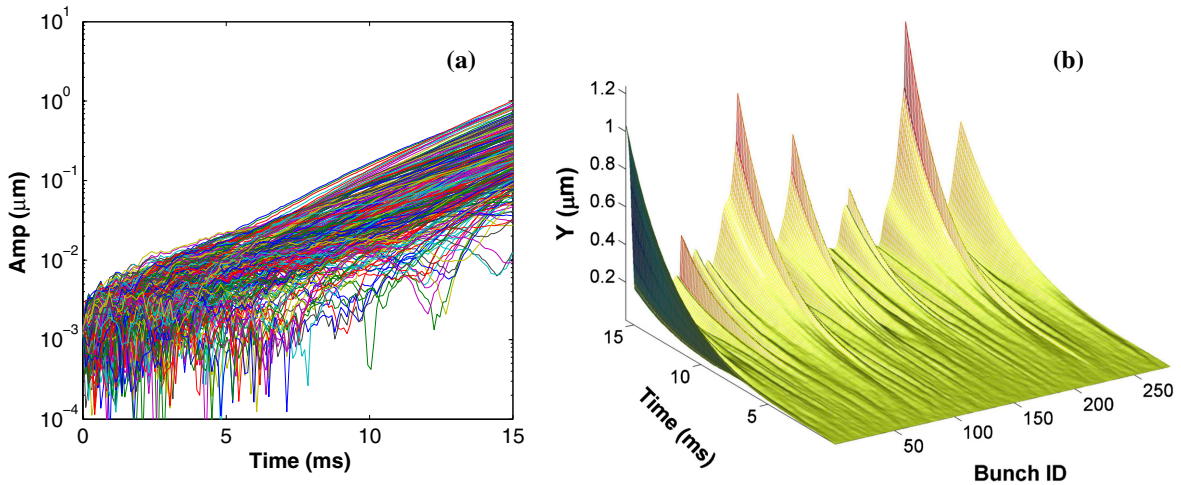 (a)
10^1
10^0
10^-1
10^-2
10^-3
10^-4
Amp (μm)
0 5 10 15
Time (ms)
(b)
1.2
1
0.8
0.6
0.4
0.2
Y (μm)
15
10
5
Time (ms)
50 100 150 200 250
Bunch ID